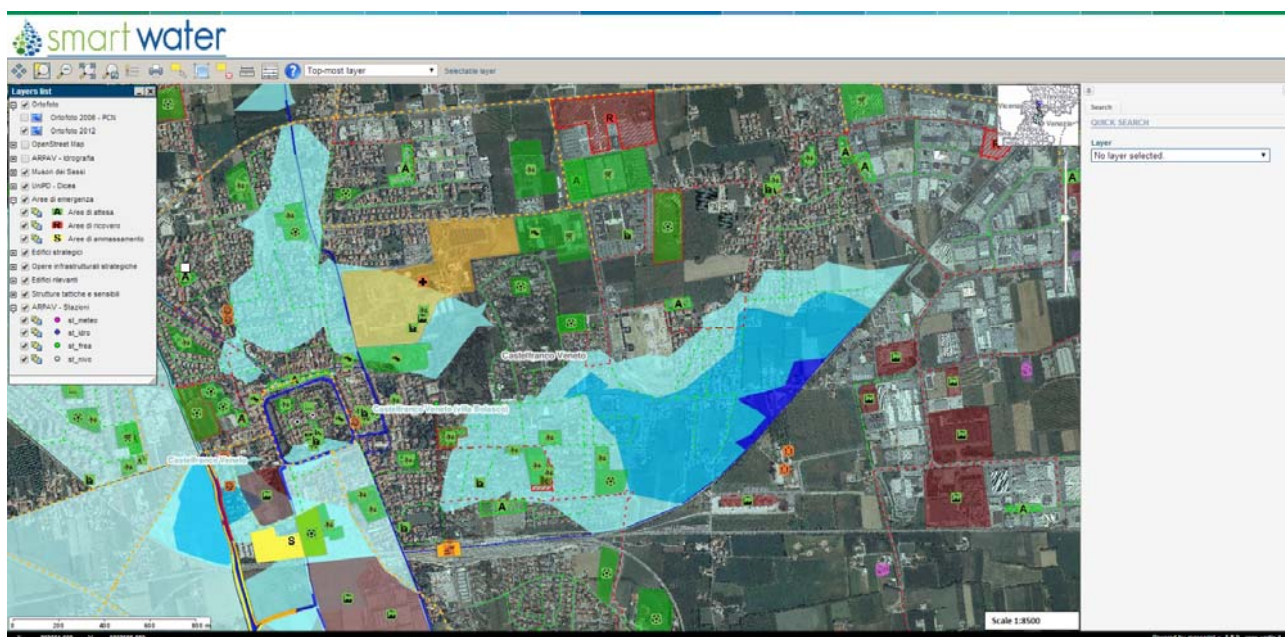 smart water
Top-most layer
Selectable layer
Layers list
Ortofoto
Ortofoto 2006 - PCN
Ortofoto 2012
OpenStreet Map
ARPAV - Idrografia
Muson dei Sassi
UniPD - Dicea
Aree di emergenza
A Aree di attesa
R Aree di ricovero
S Aree di ammassamento
Edifici strategici
Opere infrastrutturali strategiche
Edifici rilevanti
Strutture tattiche e sensibili
ARPAV - Stazioni
st_meteo
st_idro
st_frea
st_nivo
R
A
A
A
A
A
Castelfranco Veneto
Castelfranco Veneto (villa Bolasco)
Castelfranco Veneto
A
A
S
A
0 200 400 600 800 m
Scale 1:8500
Vicenza
Venezia
Search
QUICK SEARCH
Layer
No layer selected.